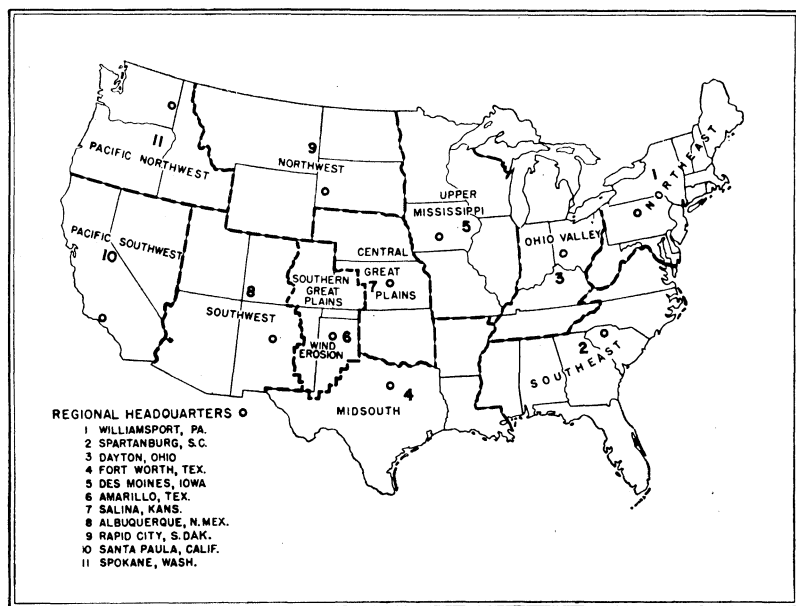 11
PACIFIC NORTHWEST
9
NORTHWEST
1
NORTHEAST
UPPER
MISSISSIPPI
5
OHIO VALLEY
3
PACIFIC SOUTHWEST
10
CENTRAL
GREAT
7 PLAINS
SOUTHERN
GREAT
PLAINS
8
SOUTHWEST
6
WIND
EROSION
2
SOUTHEAST
4
MIDSOUTH
REGIONAL HEADQUARTERS
1 WILLIAMSPORT, PA.
2 SPARTANBURG, S.C.
3 DAYTON, OHIO
4 FORT WORTH, TEX.
5 DES MOINES, IOWA
6 AMARILLO, TEX.
7 SALINA, KANS.
8 ALBUQUERQUE, N.MEX.
9 RAPID CITY, S.DAK.
10 SANTA PAULA, CALIF.
11 SPOKANE, WASH.